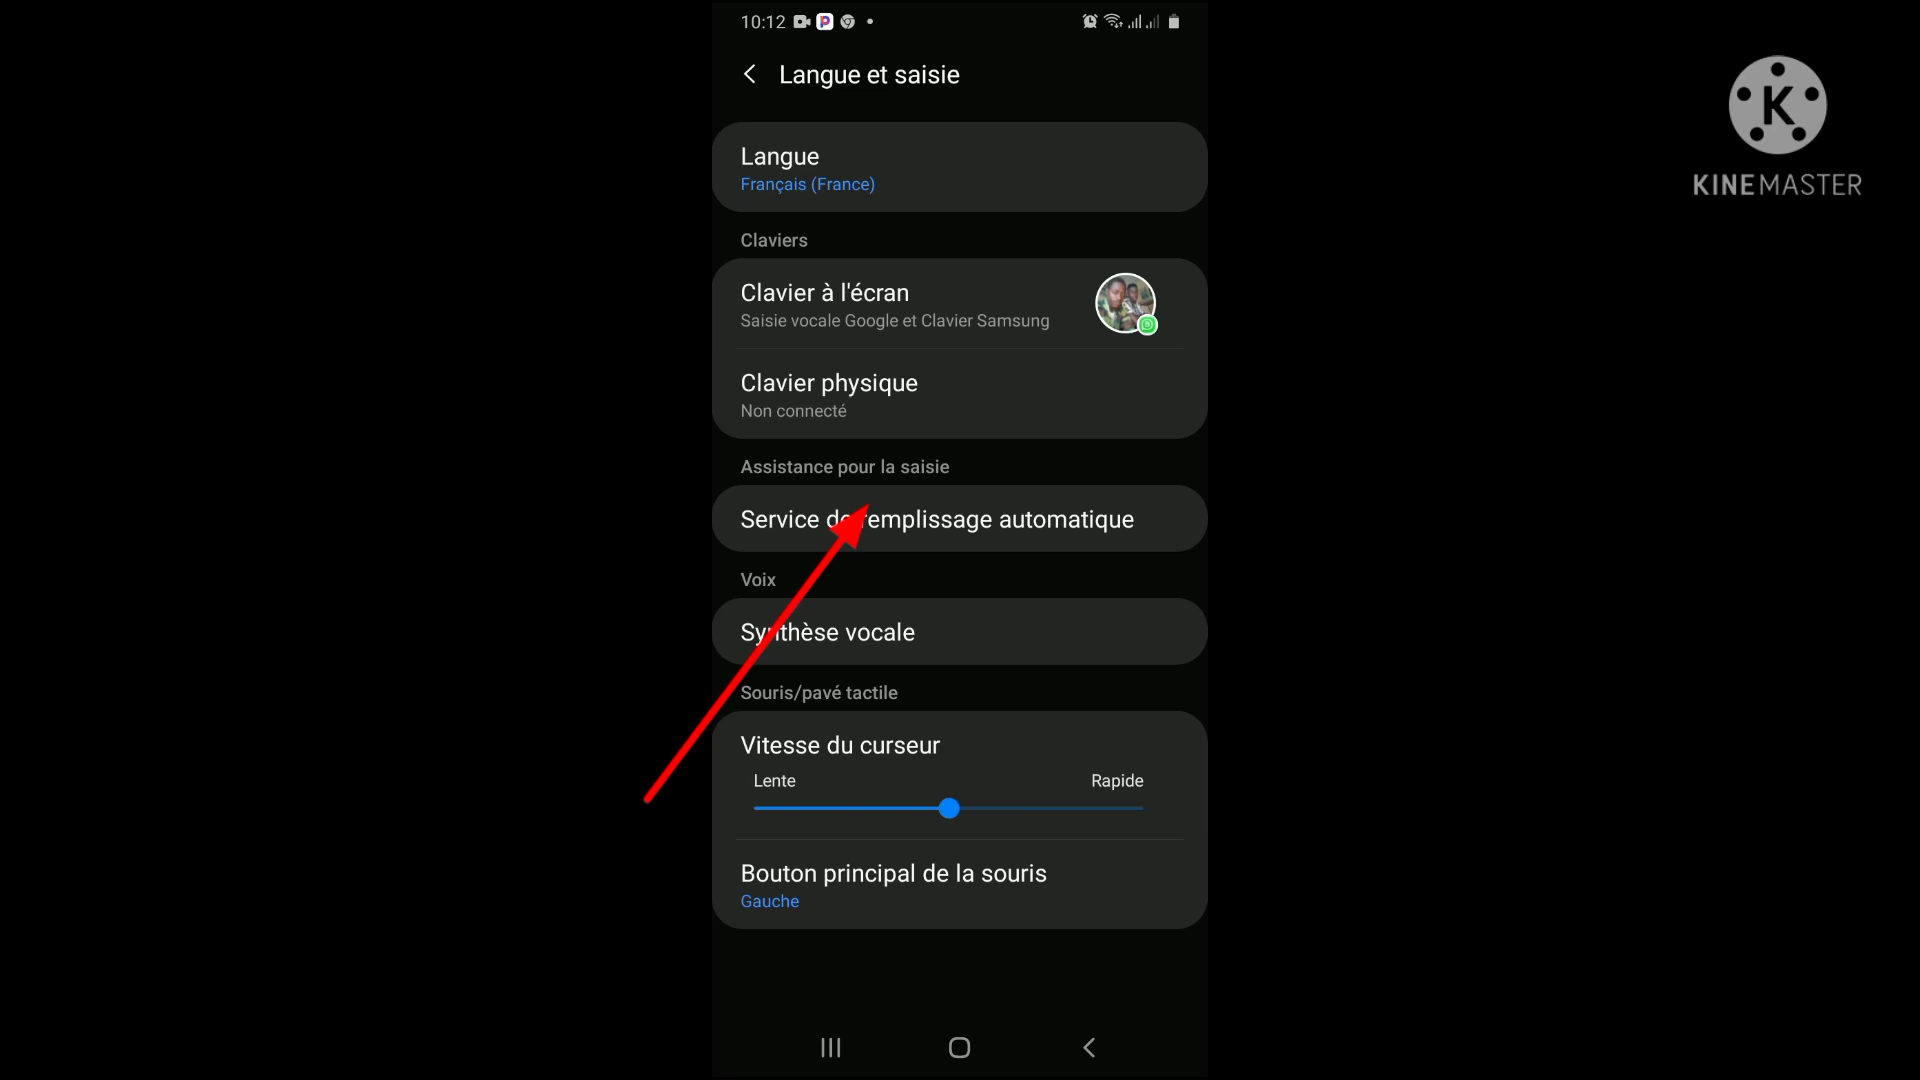 10:12
Langue et saisie
Langue
Français (France)
Claviers
Clavier à l'écran
Saisie vocale Google et Clavier Samsung
Clavier physique
Non connecté
Assistance pour la saisie
Service de remplissage automatique
Voix
Synthèse vocale
Souris/pavé tactile
Vitesse du curseur
Lente Rapide
Bouton principal de la souris
Gauche
K
KINEMASTER